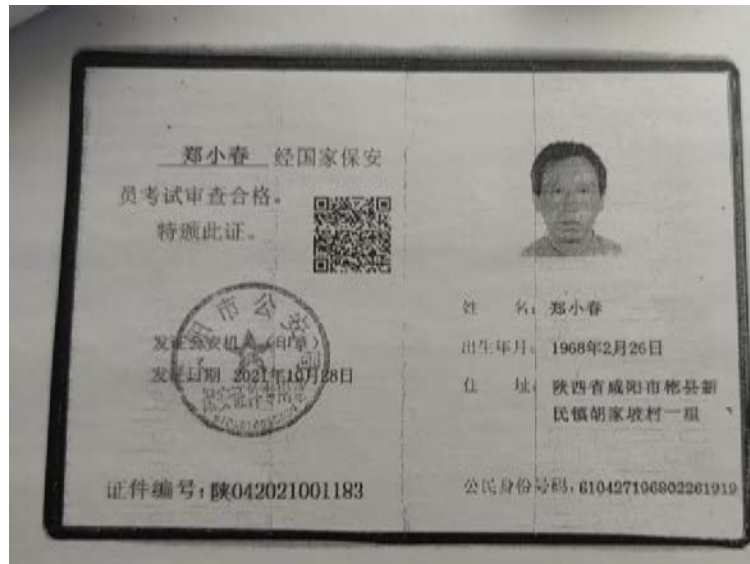 郑小春 经国家保安
员考试审查合格。
特颁此证。
发证公安机关(印章)
发证日期 2021年10月28日
证件编号:陕042021001183
姓 名: 郑小春
出生年月: 1968年2月26日
住 址: 陕西省咸阳市彬县新
民镇胡家坡村一组
公民身份号码: 610427196802261919